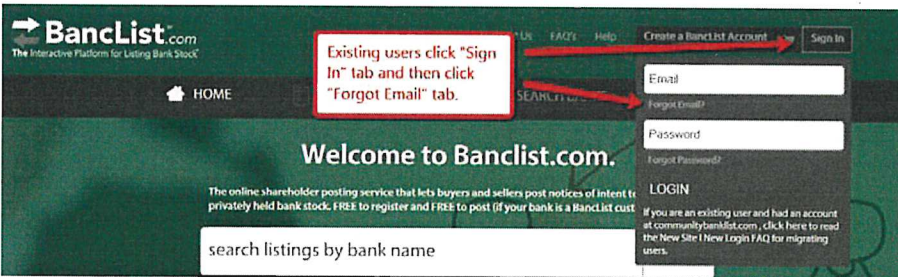 BancList.com
The Interactive Platform for Listing Bank Stock
Us FAQ's Help Create a BancList Account Sign In
Existing users click "Sign
In" tab and then click
"Forgot Email" tab.
HOME
SEARCH
Email
Forgot Email?
Password
Forgot Password?
LOGIN
If you are an existing user and had an account
at communitybanklist.com, click here to read
the New Site | New Login FAQ for migrating
users.
Welcome to Banclist.com.
The online shareholder posting service that lets buyers and sellers post notices of intent
privately held bank stock. FREE to register and FREE to post (if your bank is a BancList
search listings by bank name